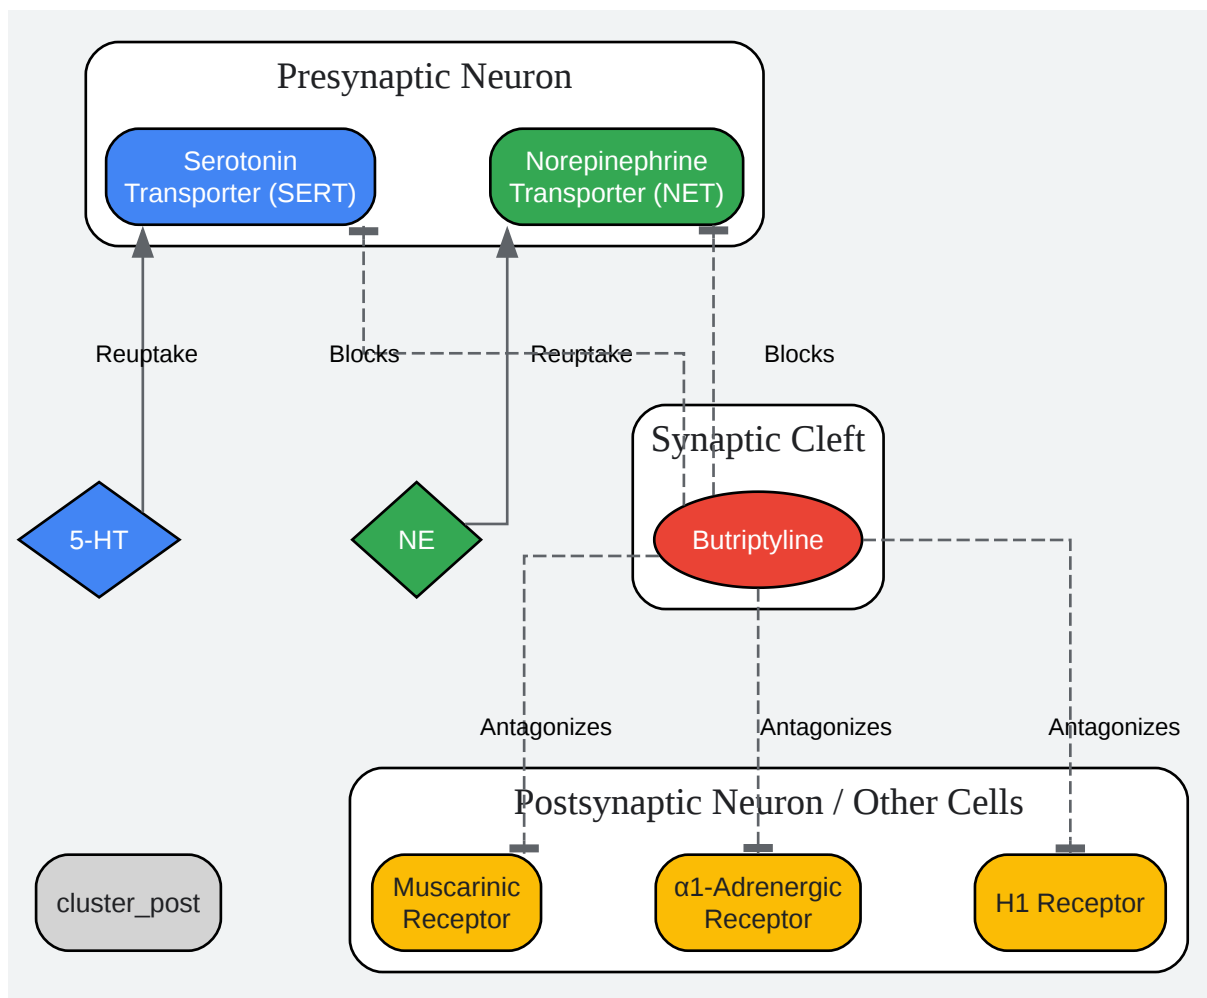 Presynaptic Neuron
Serotonin
Transporter (SERT)
Norepinephrine
Transporter (NET)
Reuptake
Blocks
Reuptake
Blocks
Synaptic Cleft
5-HT
NE
Butriptyline
Antagonizes
Antagonizes
Antagonizes
Postsynaptic Neuron / Other Cells
cluster_post
Muscarinic
Receptor
α1-Adrenergic
Receptor
H1 Receptor